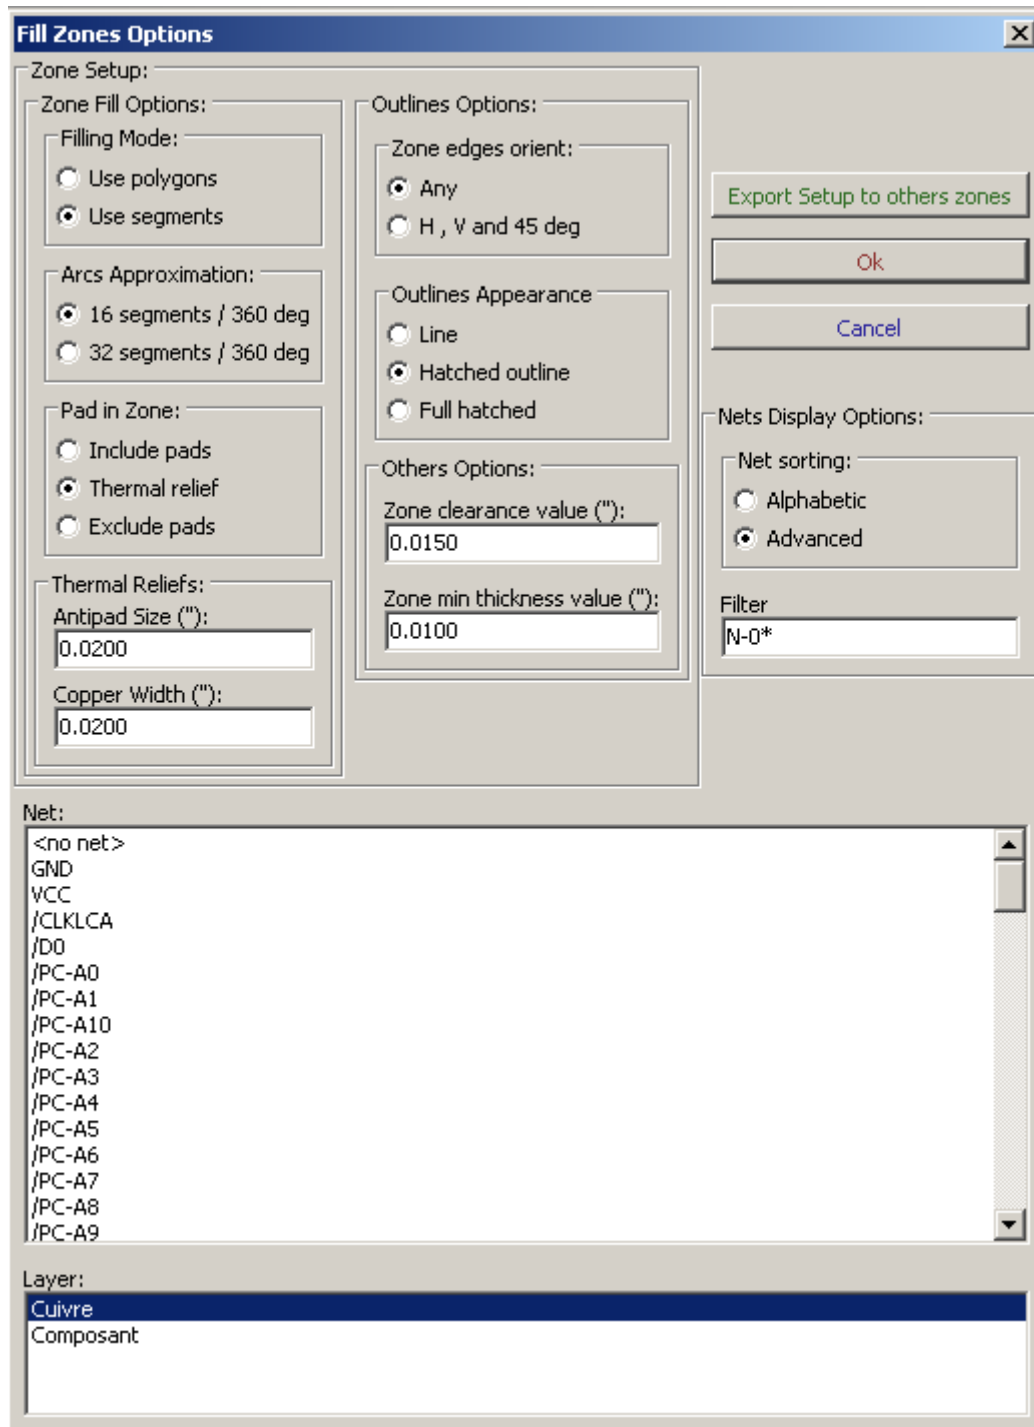 Fill Zones Options
Zone Setup:
Zone Fill Options:
Filling Mode:
Use polygons
Use segments
Arcs Approximation:
16 segments / 360 deg
32 segments / 360 deg
Pad in Zone:
Include pads
Thermal relief
Exclude pads
Thermal Reliefs:
Antipad Size ("):
0.0200
Copper Width ("):
0.0200
Outlines Options:
Zone edges orient:
Any
H , V and 45 deg
Outlines Appearance
Line
Hatched outline
Full hatched
Others Options:
Zone clearance value ("):
0.0150
Zone min thickness value ("):
0.0100
Export Setup to others zones
Ok
Cancel
Nets Display Options:
Net sorting:
Alphabetic
Advanced
Filter
N-0*
Net:
<no net>
GND
VCC
/CLKLCA
/D0
/PC-A0
/PC-A1
/PC-A10
/PC-A2
/PC-A3
/PC-A4
/PC-A5
/PC-A6
/PC-A7
/PC-A8
/PC-A9
Layer:
Cuivre
Composant